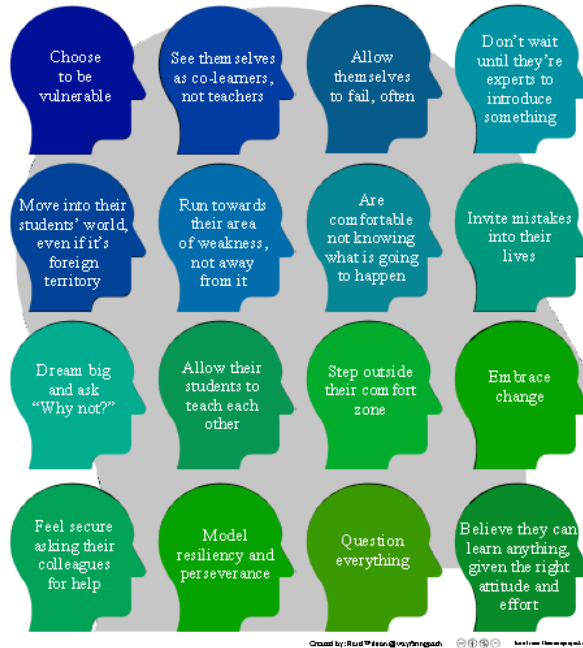 Choose
to be
vulnerable
See themselves
as co-learners,
not teachers
Allow
themselves
to fail, often
Don't wait
until they're
experts to
introduce
something
Move into their
students' world,
even if it's
foreign
territory
Run towards
their area
of weakness,
not away
from it
Are
comfortable
not knowing
what is going
to happen
Invite mistakes
into their
lives
Dream big
and ask
"Why not?"
Allow their
students to
teach each
other
Step outside
their comfort
zone
Embrace
change
Feel secure
asking their
colleagues
for help
Model
resiliency and
perseverance
Question
everything
Believe they can
learn anything,
given the right
attitude and
effort
Created by: